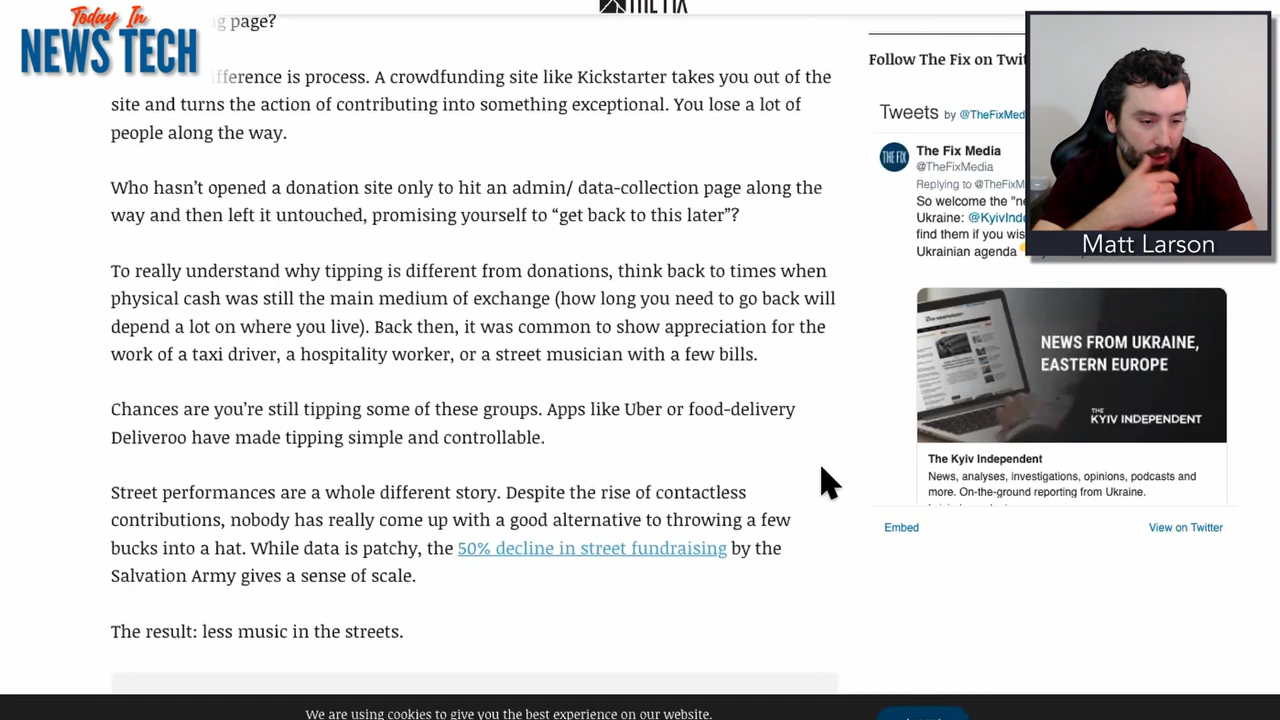 THE FIX
Today In
NEWS TECH
page?
ifference is process. A crowdfunding site like Kickstarter takes you out of the
site and turns the action of contributing into something exceptional. You lose a lot of
people along the way.
Who hasn’t opened a donation site only to hit an admin/ data-collection page along the
way and then left it untouched, promising yourself to “get back to this later”?
To really understand why tipping is different from donations, think back to times when
physical cash was still the main medium of exchange (how long you need to go back will
depend a lot on where you live). Back then, it was common to show appreciation for the
work of a taxi driver, a hospitality worker, or a street musician with a few bills.
Chances are you’re still tipping some of these groups. Apps like Uber or food-delivery
Deliveroo have made tipping simple and controllable.
Street performances are a whole different story. Despite the rise of contactless
contributions, nobody has really come up with a good alternative to throwing a few
bucks into a hat. While data is patchy, the 50% decline in street fundraising by the
Salvation Army gives a sense of scale.
The result: less music in the streets.
Follow The Fix on Twit
Tweets by @TheFixMed
THE FIX
The Fix Media
@TheFixMedia
Replying to @TheFixM
So welcome the "ne
Ukraine: @KyivInd
find them if you wis
Ukrainian agenda
Matt Larson
NEWS FROM UKRAINE,
EASTERN EUROPE
THE
KYIV INDEPENDENT
The Kyiv Independent
News, analyses, investigations, opinions, podcasts and
more. On-the-ground reporting from Ukraine.
Embed
View on Twitter
We are using cookies to give you the best experience on our website.